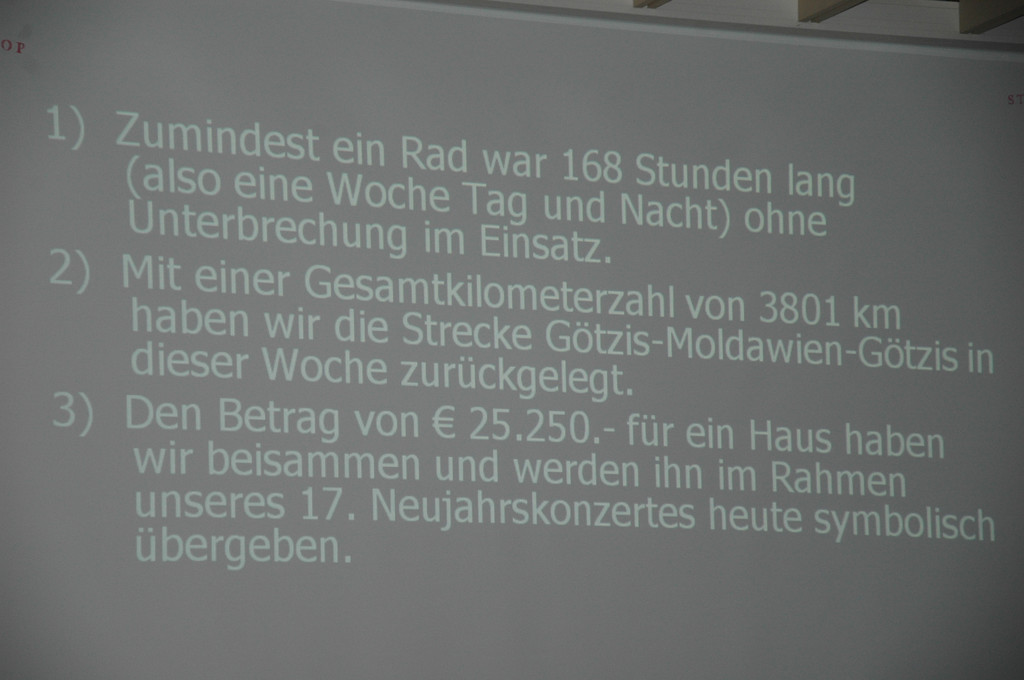 OP
ST
1) Zumindest ein Rad war 168 Stunden lang
(also eine Woche Tag und Nacht) ohne
Unterbrechung im Einsatz.
2) Mit einer Gesamtkilometerzahl von 3801 km
haben wir die Strecke Götzis-Moldawien-Götzis in
dieser Woche zurückgelegt.
3) Den Betrag von € 25.250.- für ein Haus haben
wir beisammen und werden ihn im Rahmen
unseres 17. Neujahrskonzertes heute symbolisch
übergeben.